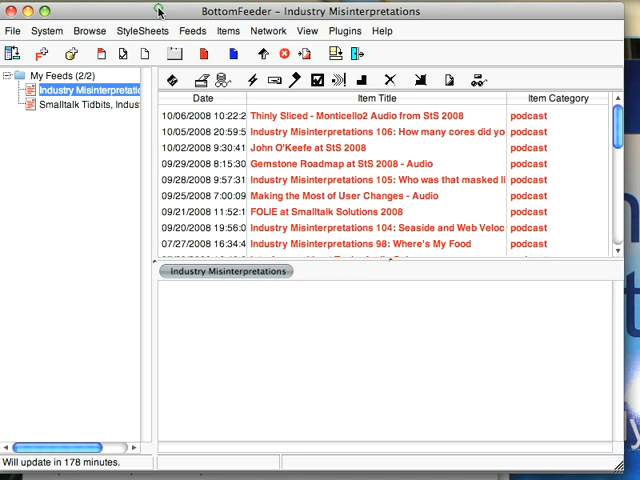 BottomFeeder – Industry Misinterpretations
File System Browse StyleSheets Feeds Items Network View Plugins Help
My Feeds (2/2)
Industry Misinterpretatic
Smalltalk Tidbits, Indus
Date Item Title Item Category
10/06/2008 10:22:2 Thinly Sliced - Monticello2 Audio from StS 2008 podcast
10/05/2008 20:59:5 Industry Misinterpretations 106: How many cores did yo podcast
10/02/2008 9:30:41 John O'Keefe at StS 2008 podcast
09/29/2008 8:15:30 Gemstone Roadmap at StS 2008 - Audio podcast
09/28/2008 9:57:31 Industry Misinterpretations 105: Who was that masked li podcast
09/25/2008 7:00:09 Making the Most of User Changes - Audio podcast
09/21/2008 11:52:1 FOLIE at Smalltalk Solutions 2008 podcast
09/20/2008 19:56:0 Industry Misinterpretations 104: Seaside and Web Veloc podcast
07/27/2008 16:34:4 Industry Misinterpretations 98: Where's My Food podcast
Industry Misinterpretations
Will update in 178 minutes.